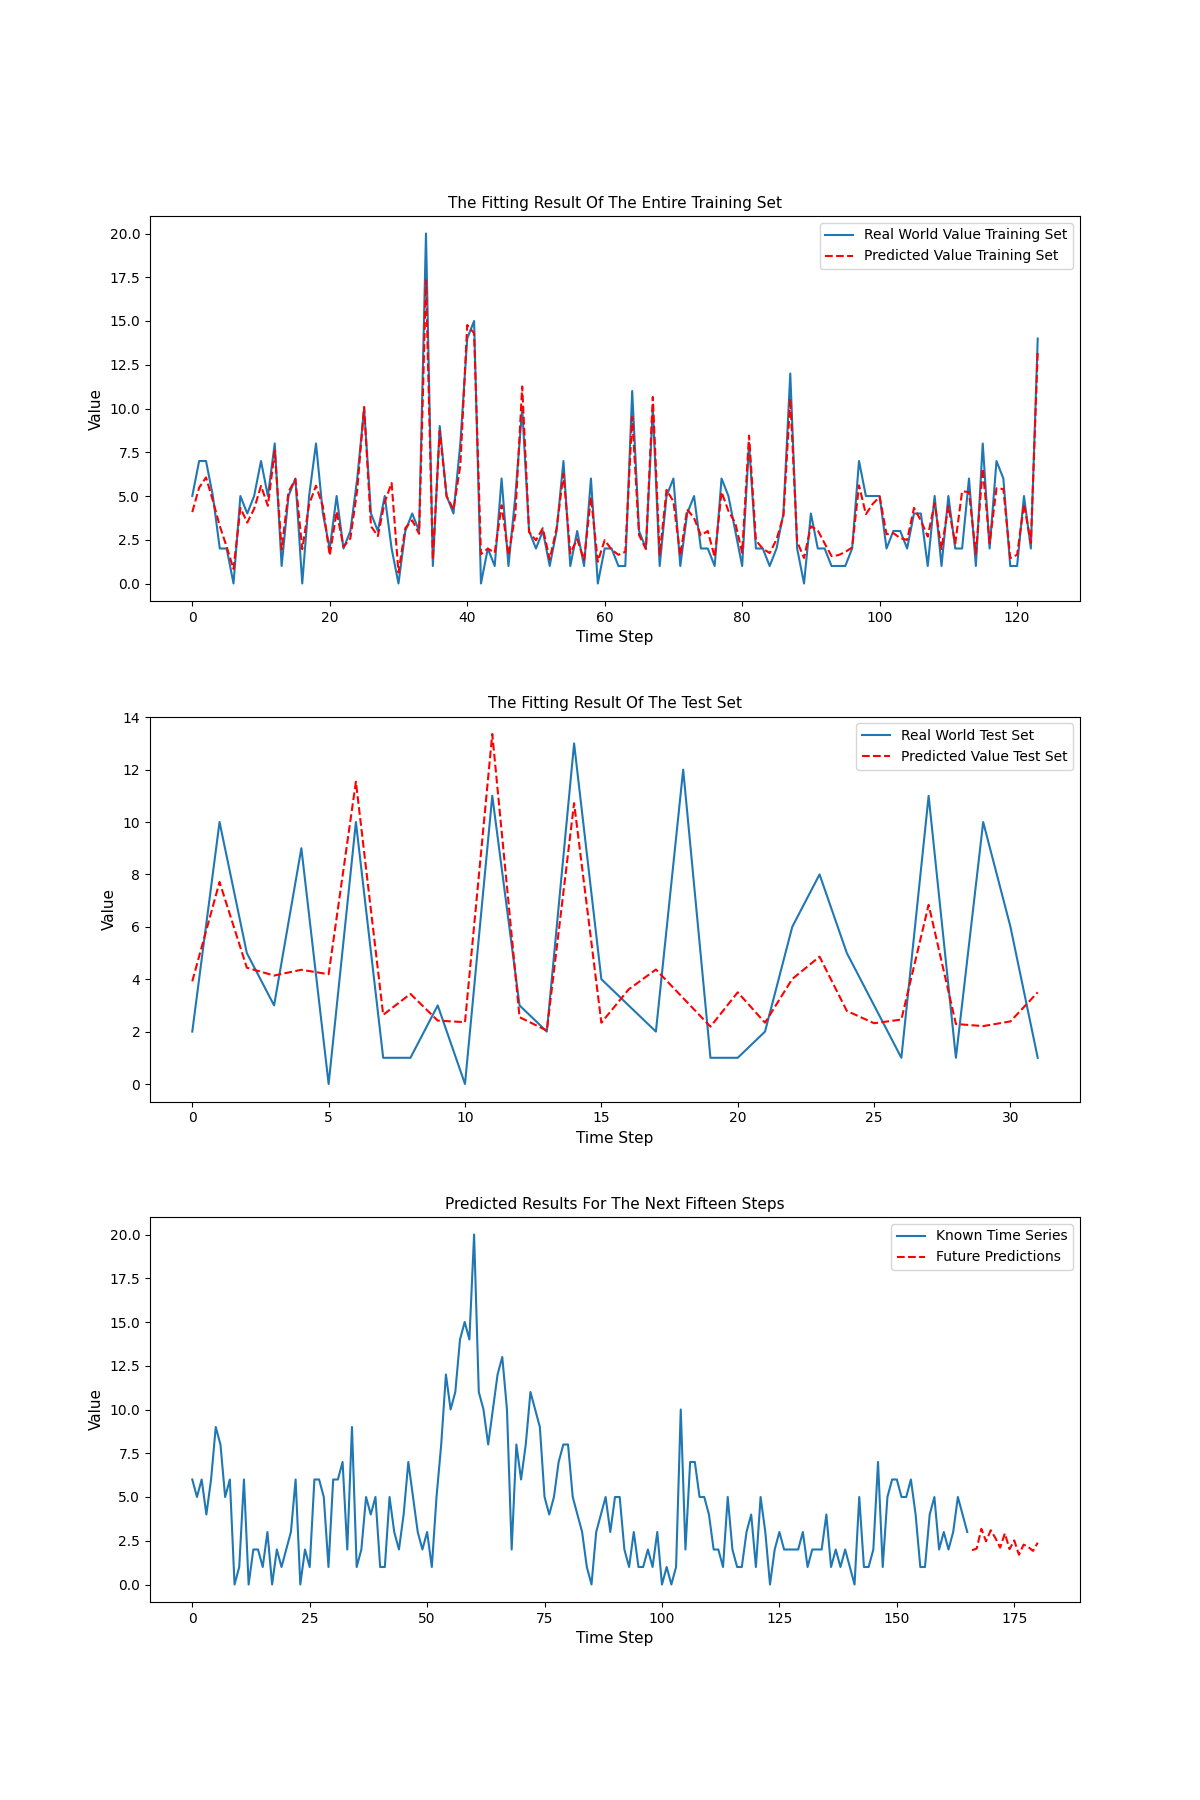 The Fitting Result Of The Entire Training Set
20.0
17.5
15.0
12.5
10.0
7.5
5.0
2.5
0.0
Value
Real World Value Training Set
Predicted Value Training Set
0 20 40 60 80 100 120
Time Step
The Fitting Result Of The Test Set
14
12
10
8
6
4
2
0
Value
Real World Test Set
Predicted Value Test Set
0 5 10 15 20 25 30
Time Step
Predicted Results For The Next Fifteen Steps
20.0
17.5
15.0
12.5
10.0
7.5
5.0
2.5
0.0
Value
Known Time Series
Future Predictions
0 25 50 75 100 125 150 175
Time Step